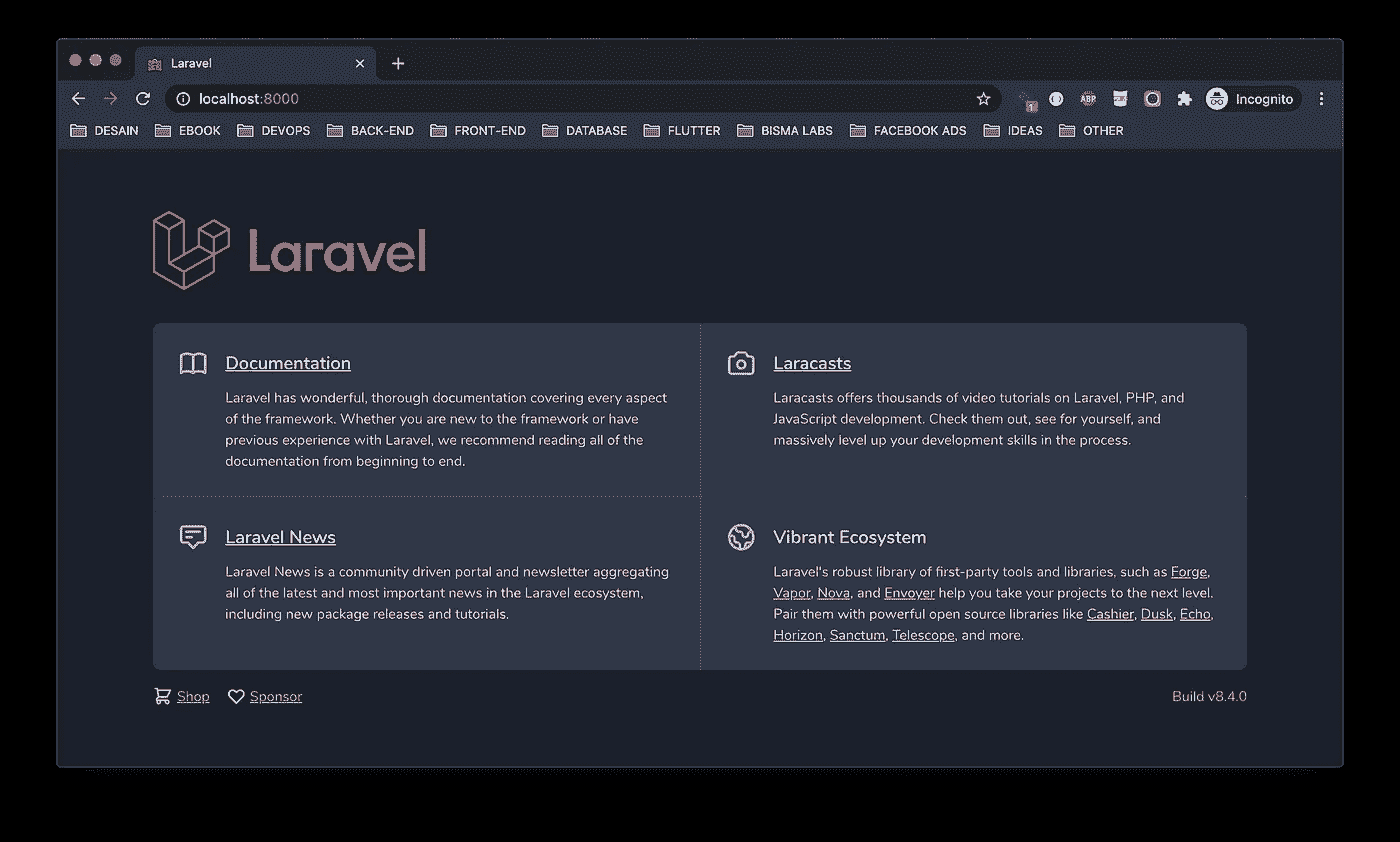 Laravel
localhost:8000
1
ABP
Incognito
DESAIN EBOOK DEVOPS BACK-END FRONT-END DATABASE FLUTTER BISMA LABS FACEBOOK ADS IDEAS OTHER
Laravel
Documentation
Laravel has wonderful, thorough documentation covering every aspect
of the framework. Whether you are new to the framework or have
previous experience with Laravel, we recommend reading all of the
documentation from beginning to end.
Laracasts
Laracasts offers thousands of video tutorials on Laravel, PHP, and
JavaScript development. Check them out, see for yourself, and
massively level up your development skills in the process.
Laravel News
Laravel News is a community driven portal and newsletter aggregating
all of the latest and most important news in the Laravel ecosystem,
including new package releases and tutorials.
Vibrant Ecosystem
Laravel's robust library of first-party tools and libraries, such as Forge,
Vapor, Nova, and Envoyer help you take your projects to the next level.
Pair them with powerful open source libraries like Cashier, Dusk, Echo,
Horizon, Sanctum, Telescope, and more.
Shop Sponsor
Build v8.4.0